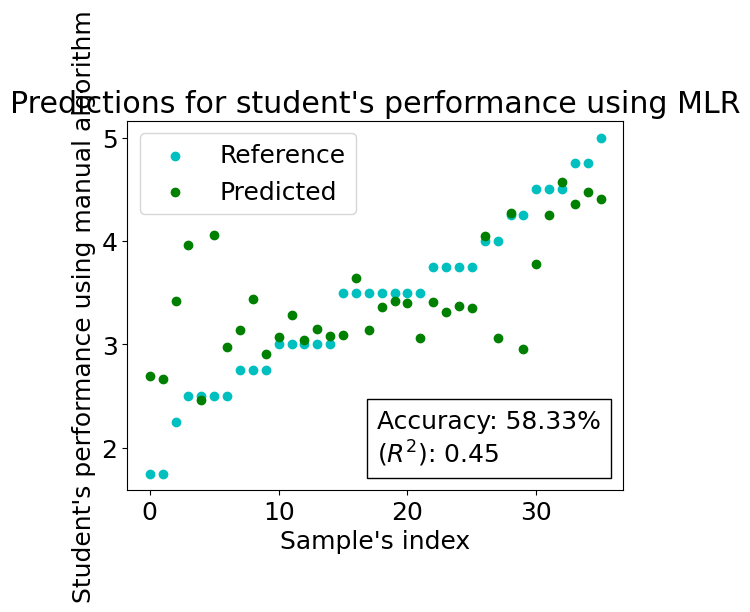 Predictions for student's performance using MLR
Student's performance using manual algorithm
5
4
3
2
Reference
Predicted
Accuracy: 58.33%
(R²): 0.45
0 10 20 30
Sample's index